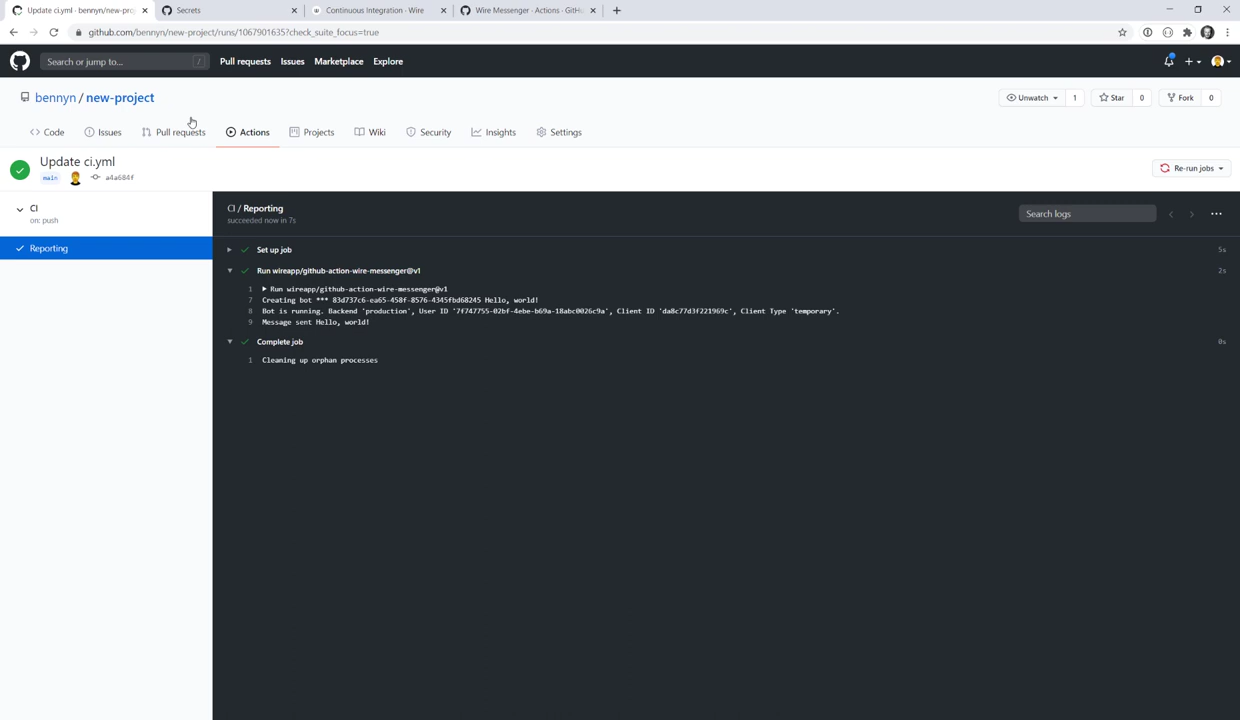 Update ci.yml · bennyn/new-proj
Secrets
Continuous Integration - Wire
Wire Messenger - Actions - GitHu
github.com/bennyn/new-project/runs/1067901635?check_suite_focus=true
Search or jump to...
/
Pull requests
Issues
Marketplace
Explore
bennyn / new-project
Unwatch
1
Star
0
Fork
0
Code
Issues
Pull requests
Actions
Projects
Wiki
Security
Insights
Settings
Update ci.yml
main
a4a684f
Re-run jobs
CI
on: push
Reporting
CI / Reporting
succeeded now in 7s
Search logs
Set up job
5s
Run wireapp/github-action-wire-messenger@v1
2s
1 Run wireapp/github-action-wire-messenger@v1
7 Creating bot *** 83d737c6-ea65-458f-8576-4345fbd68245 Hello, world!
8 Bot is running. Backend 'production', User ID '7f747755-02bf-4ebe-b69a-18abc0026c9a', Client ID 'da8c77d3f221969c', Client Type 'temporary'.
9 Message sent Hello, world!
Complete job
0s
1 Cleaning up orphan processes